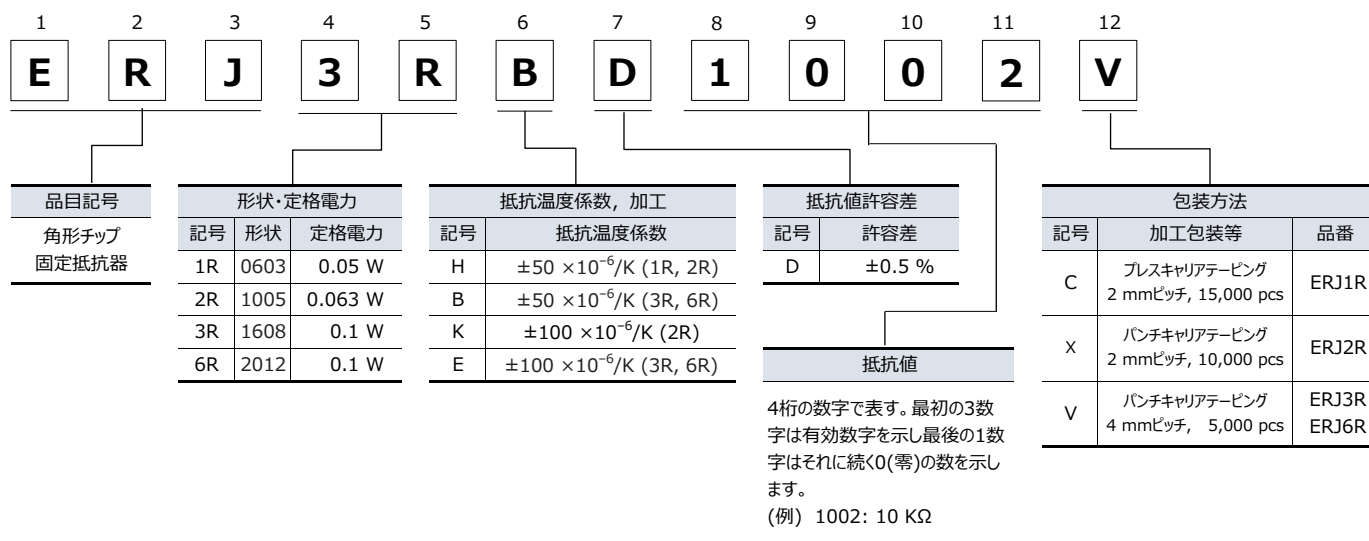 1 2 3 4 5 6 7 8 9 10 11 12
E R J 3 R B D 1 0 0 2 V
品目記号
角形チップ
固定抵抗器
形状・定格電力
記号 形状 定格電力
1R 0603 0.05 W
2R 1005 0.063 W
3R 1608 0.1 W
6R 2012 0.1 W
抵抗温度係数, 加工
記号 抵抗温度係数
H ±50 ×10⁻⁶/K (1R, 2R)
B ±50 ×10⁻⁶/K (3R, 6R)
K ±100 ×10⁻⁶/K (2R)
E ±100 ×10⁻⁶/K (3R, 6R)
抵抗値許容差
記号 許容差
D ±0.5 %
抵抗値
4桁の数字で表す。最初の3数
字は有効数字を示し最後の1数
字はそれに続く0(零)の数を示し
ます。
(例) 1002: 10 KΩ
包装方法
記号 加工包装等 品番
C プレスキャリアテーピング
2 mmピッチ, 15,000 pcs ERJ1R
X パンチキャリアテーピング
2 mmピッチ, 10,000 pcs ERJ2R
V パンチキャリアテーピング ERJ3R
4 mmピッチ, 5,000 pcs ERJ6R